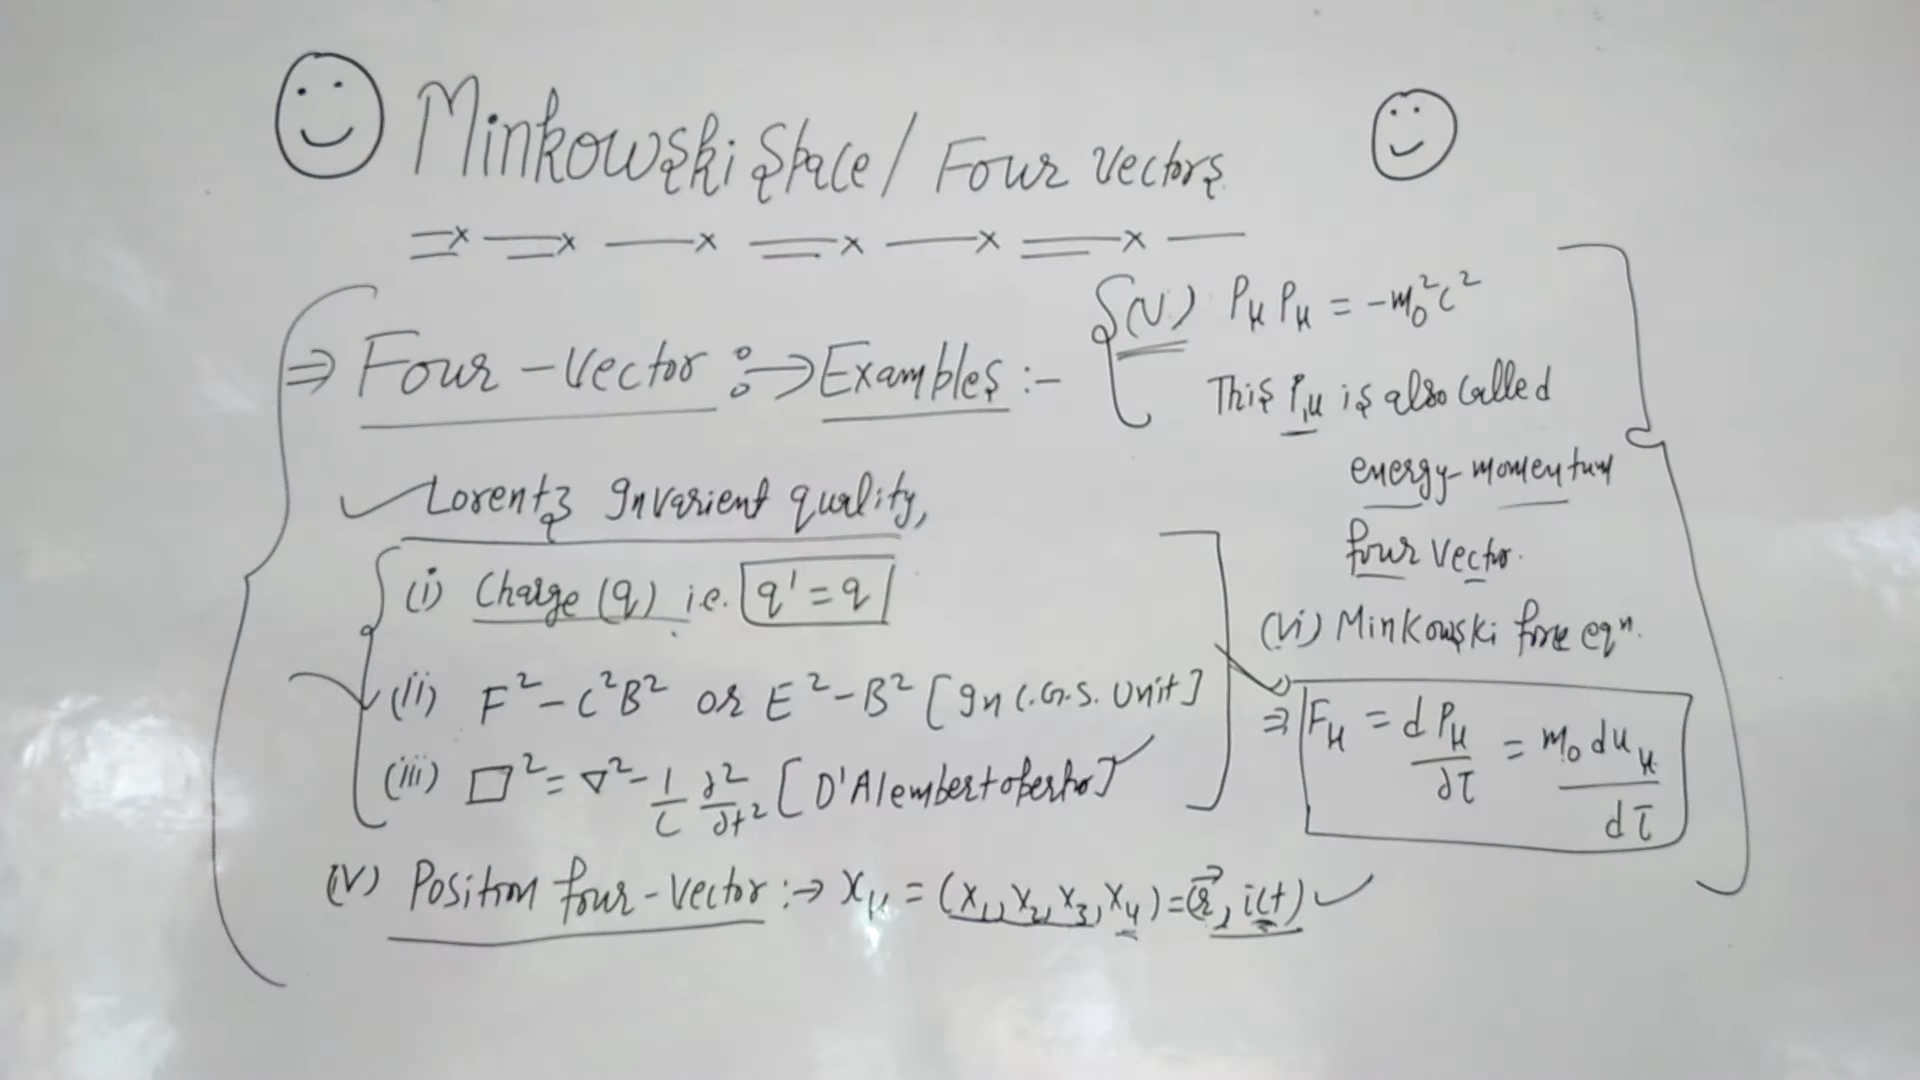 Minkowski Space / Four Vectors
⇒ Four-Vector :→ Exambles :-
✓ Lorentz Invarient quality,
(i) Charge (q) i.e. q' = q
(ii) F² - C²B² or E² - B² [In C.G.S. Unit]
(iii) □² = ∇² - 1/C ∂²/∂t² [D'Alembert operator] ✓
(V) Position four-vector :→ Xμ = (X₁, X₂, X₃, X₄) = (r⃗, ict) ✓
(V) Pμ Pμ = -m₀²c²
This Pμ is also called
energy-momentum
four vector.
(Vi) Minkowski force eqⁿ.
⇒ Fμ = dPμ/dτ = m₀ duμ/dτ